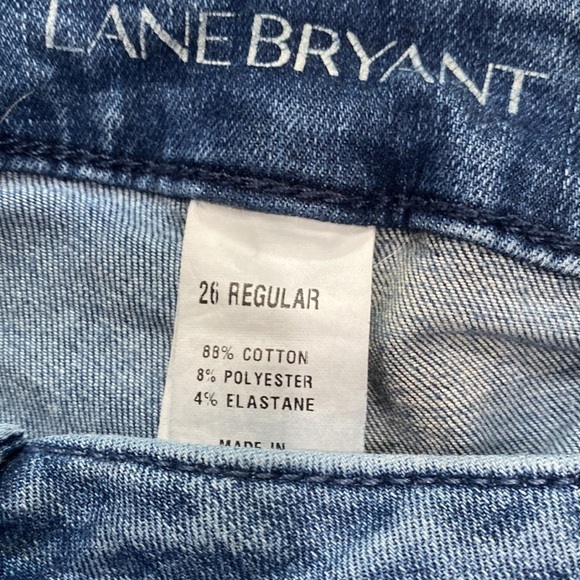 LANE BRYANT
26 REGULAR
88% COTTON
8% POLYESTER
4% ELASTANE
MADE IN